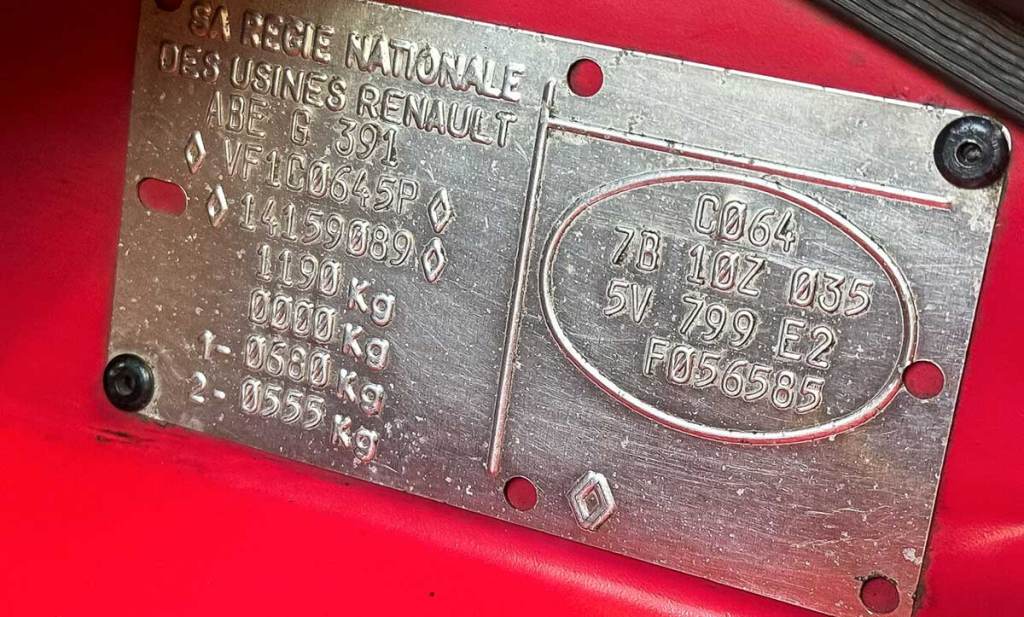 SA REGIE NATIONALE
DES USINES RENAULT
ABE G 391
VF1C0645P
14159089
1190 Kg
0000 Kg
1- 0680 Kg
2- 0555 Kg
C064
7B 10Z 035
5V 799 E2
F056585